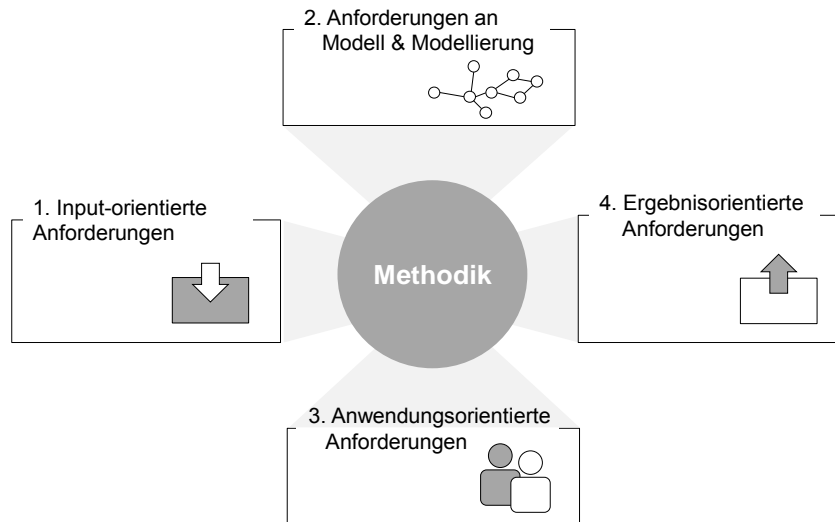 2. Anforderungen an
Modell & Modellierung
1. Input-orientierte
Anforderungen
Methodik
4. Ergebnisorientierte
Anforderungen
3. Anwendungsorientierte
Anforderungen